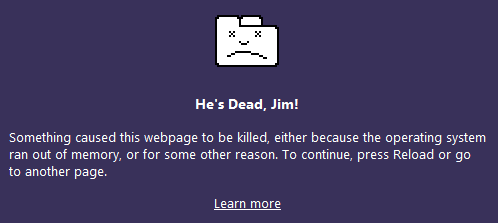 He's Dead, Jim!
Something caused this webpage to be killed, either because the operating system
ran out of memory, or for some other reason. To continue, press Reload or go
to another page.
Learn more